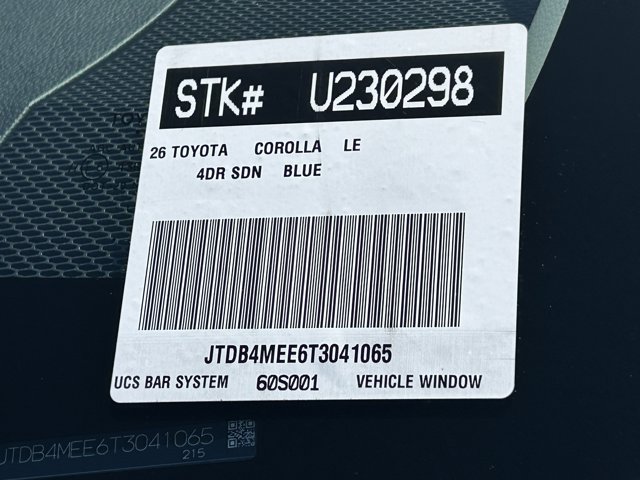 STK# U230298
26 TOYOTA COROLLA LE
4DR SDN BLUE
JTDB4MEE6T3041065
UCS BAR SYSTEM 60S001 VEHICLE WINDOW
JTDB4MEE6T3041065
215